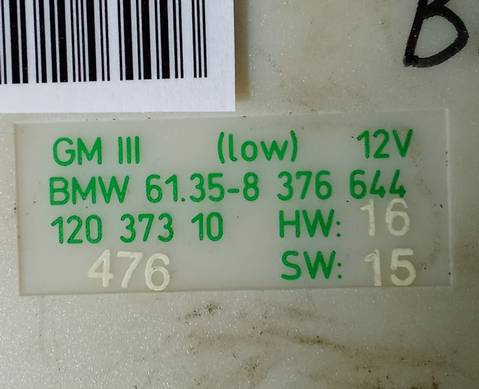 B
GM III (low) 12V
BMW 61.35-8 376 644
120 373 10 HW: 16
476 SW: 15